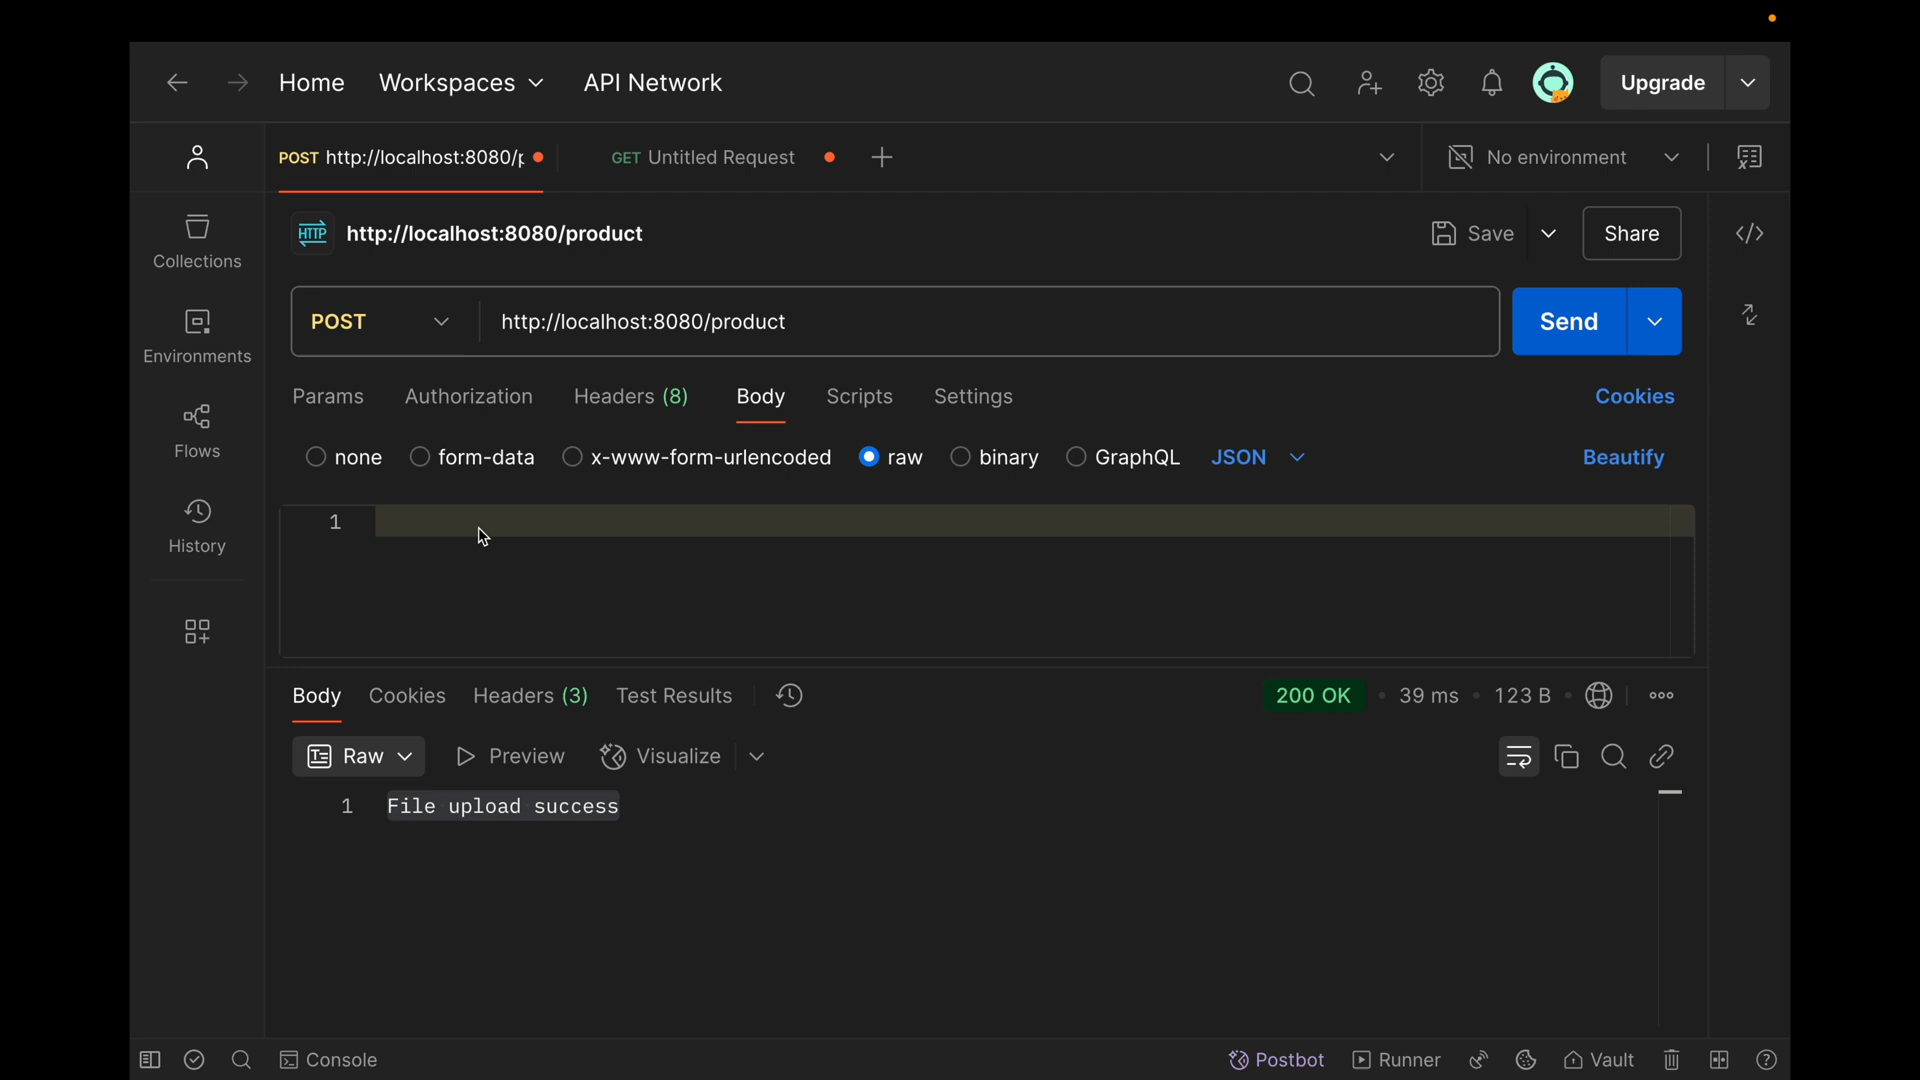 Home Workspaces API Network Upgrade
POST http://localhost:8080/p GET Untitled Request No environment
HTTP http://localhost:8080/product Save Share
Collections
POST http://localhost:8080/product Send
Environments
Params Authorization Headers (8) Body Scripts Settings Cookies
Flows
none form-data x-www-form-urlencoded raw binary GraphQL JSON Beautify
1
History
Body Cookies Headers (3) Test Results 200 OK • 39 ms • 123 B
Raw Preview Visualize
1 File upload success
Console Postbot Runner Vault